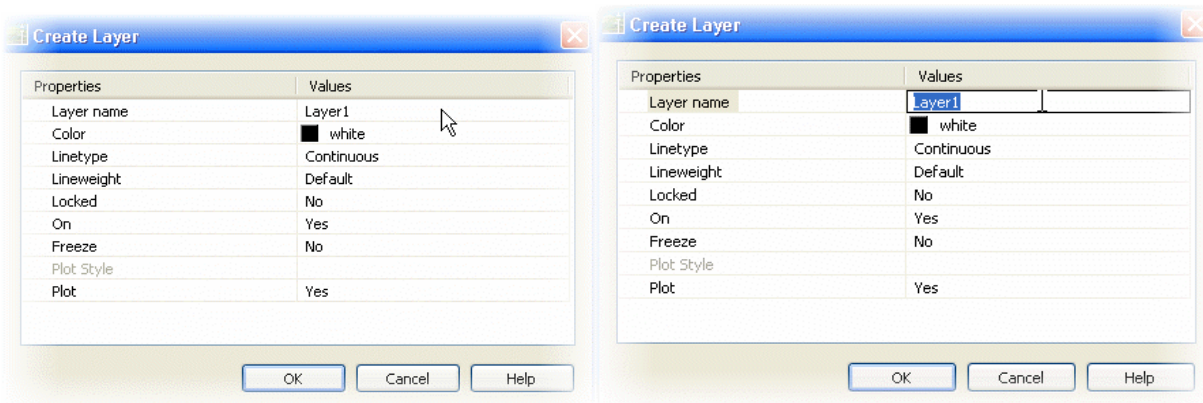 Create Layer
Properties Values
Layer name Layer1
Color white
Linetype Continuous
Lineweight Default
Locked No
On Yes
Freeze No
Plot Style
Plot Yes
OK Cancel Help
Create Layer
Properties Values
Layer name Layer1
Color white
Linetype Continuous
Lineweight Default
Locked No
On Yes
Freeze No
Plot Style
Plot Yes
OK Cancel Help